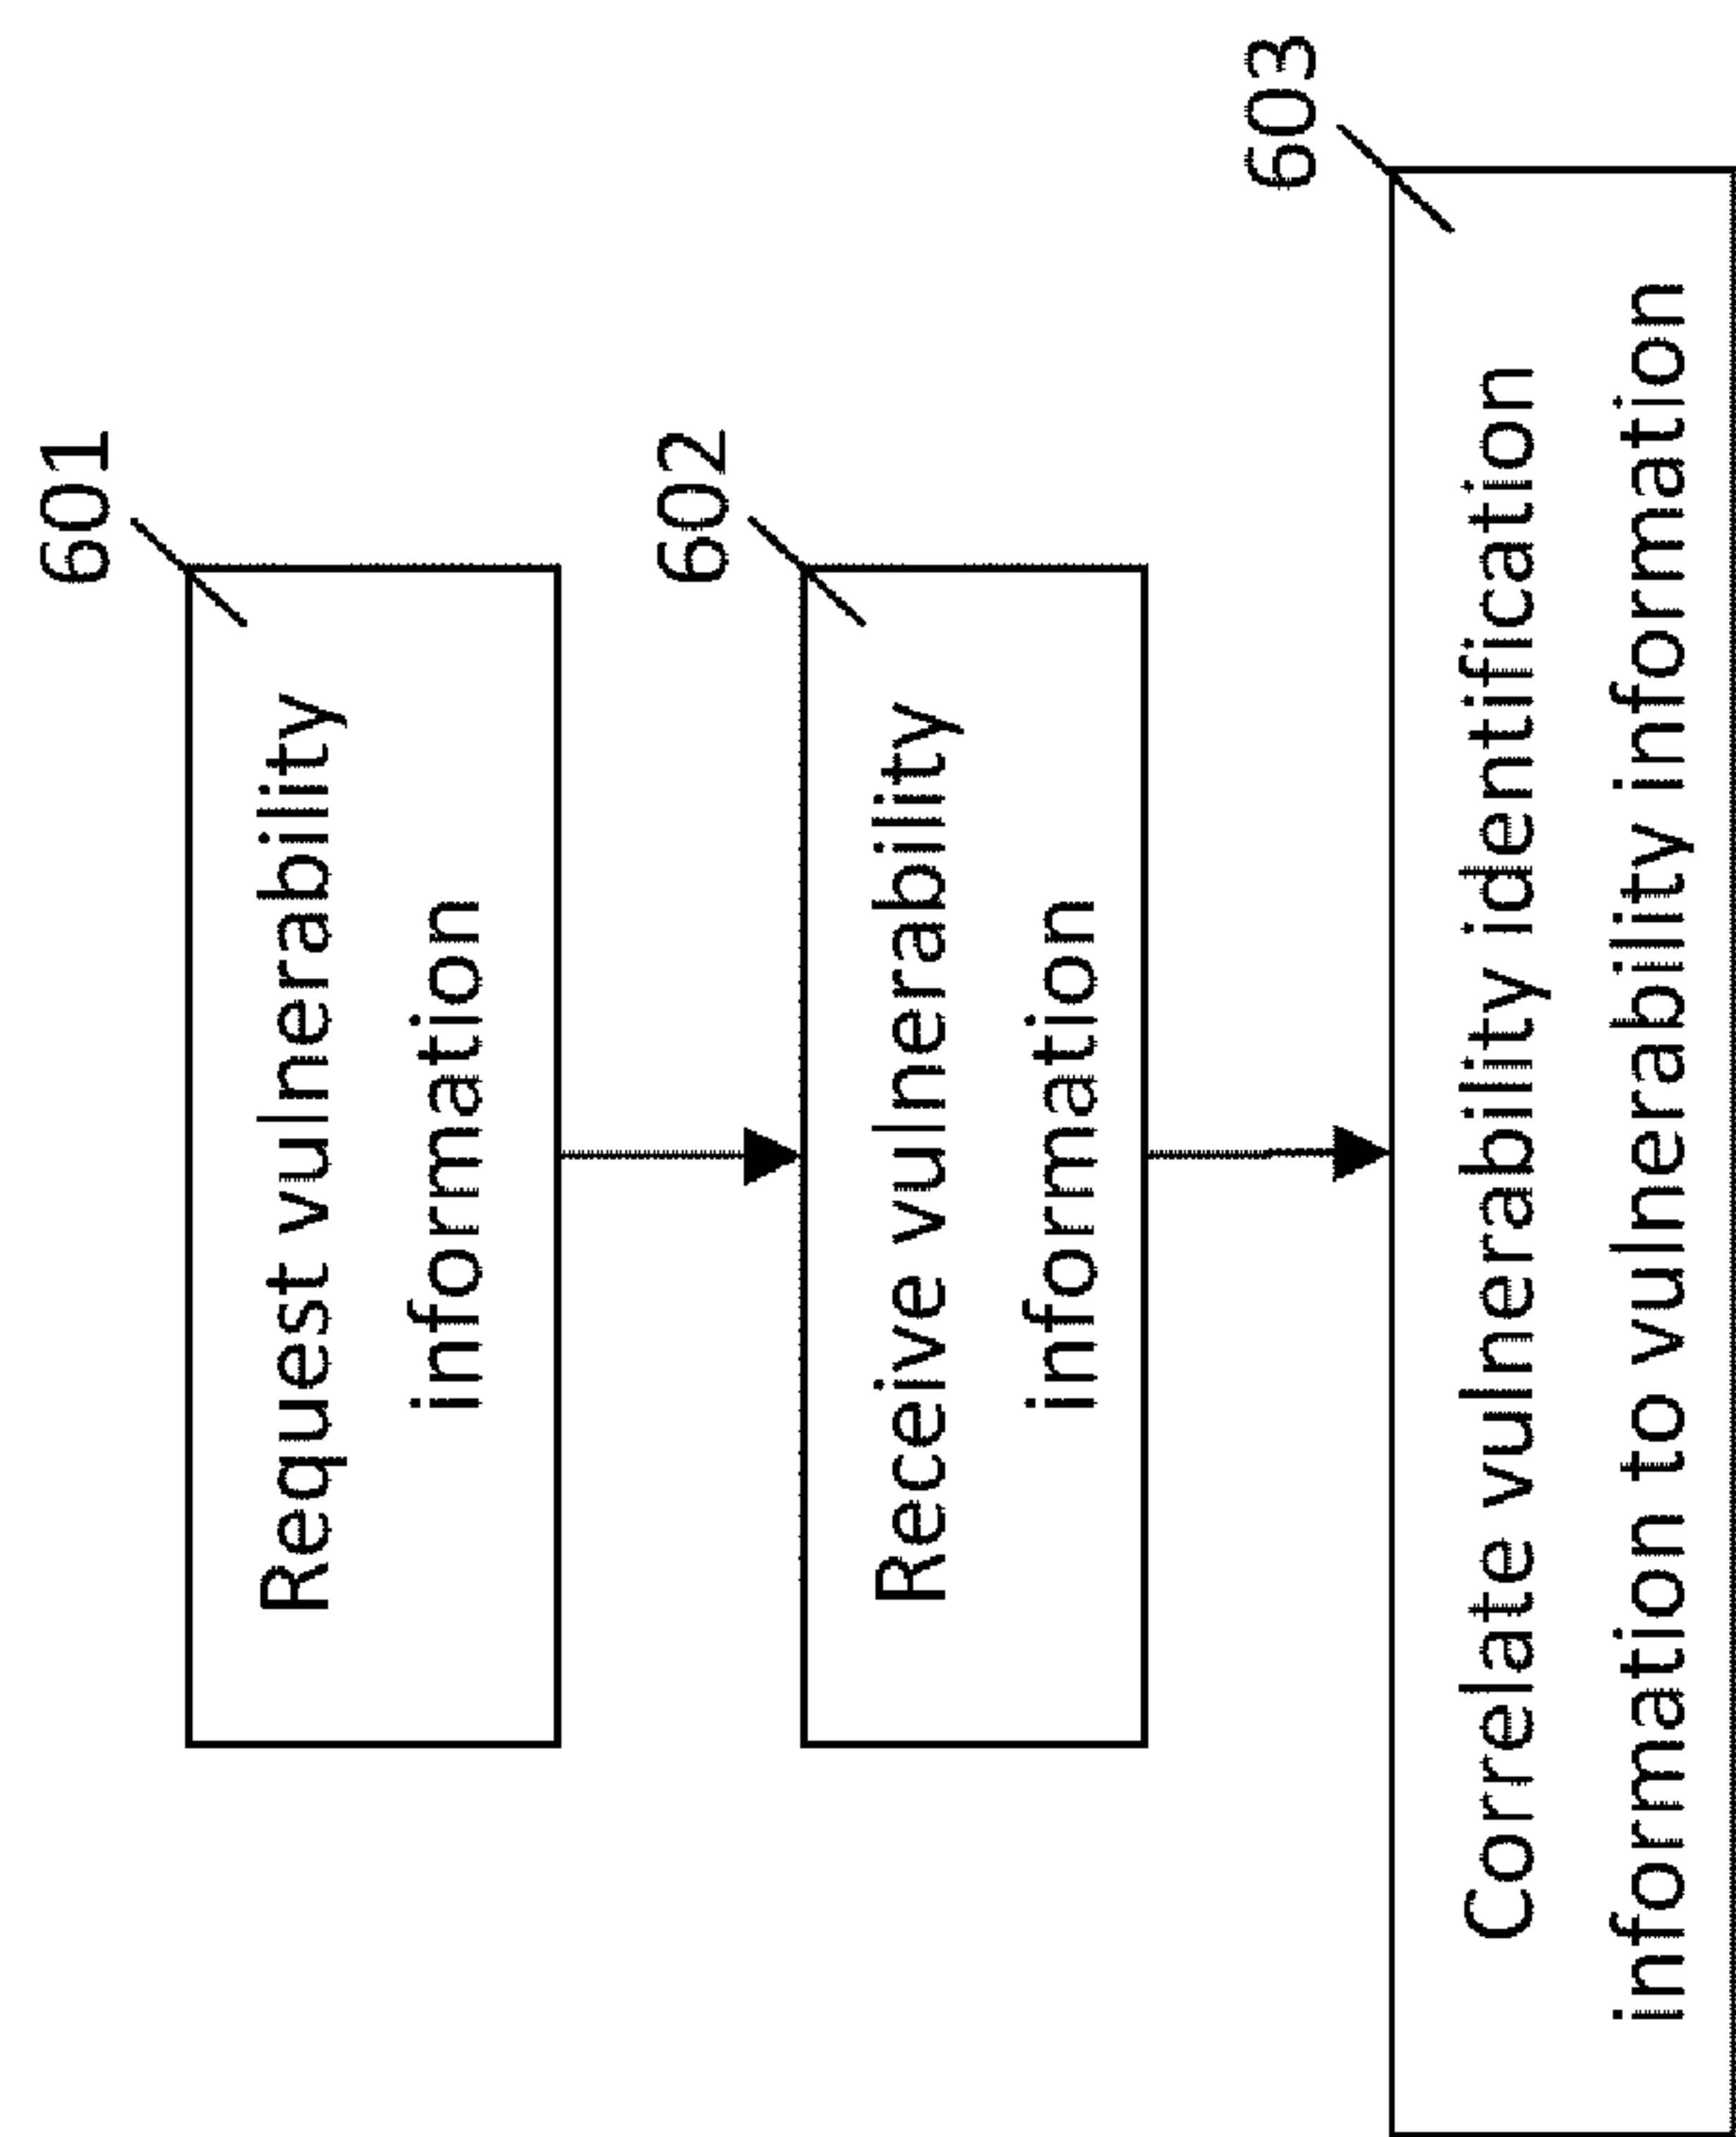 601
Request vulnerability
information
602
Receive vulnerability
information
603
Correlate vulnerability identification
information to vulnerability information